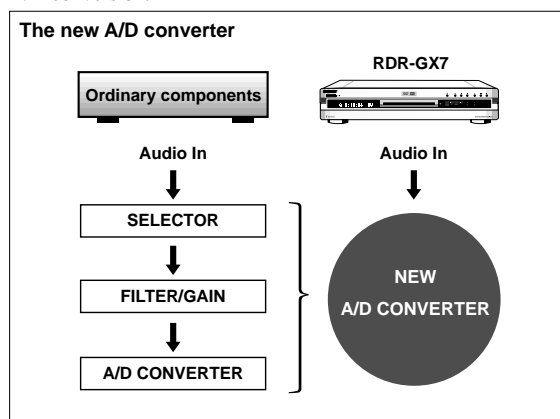 The new A/D converter
RDR-GX7
Ordinary components
Audio In
Audio In
SELECTOR
FILTER/GAIN
A/D CONVERTER
NEW
A/D CONVERTER